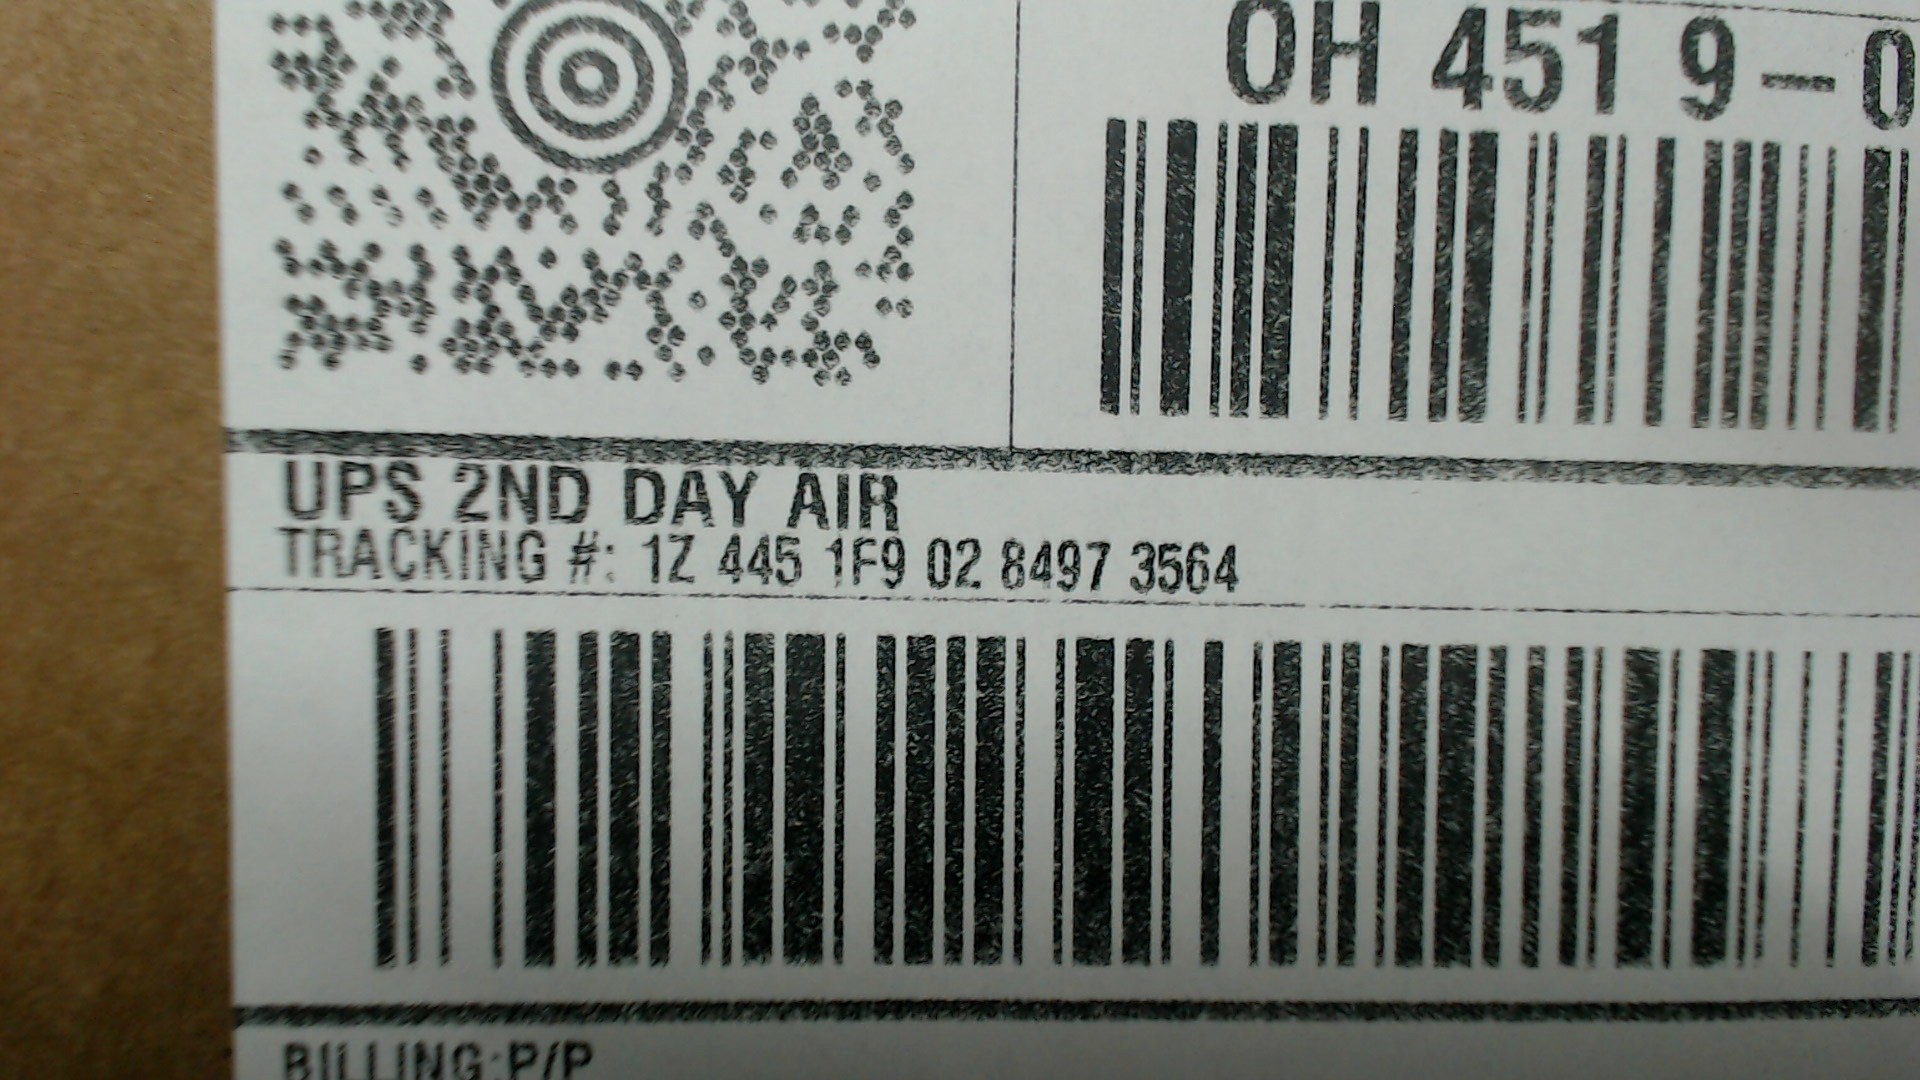 OH 451 9-0
UPS 2ND DAY AIR
TRACKING #: 1Z 445 1F9 02 8497 3564
BILLING:P/P